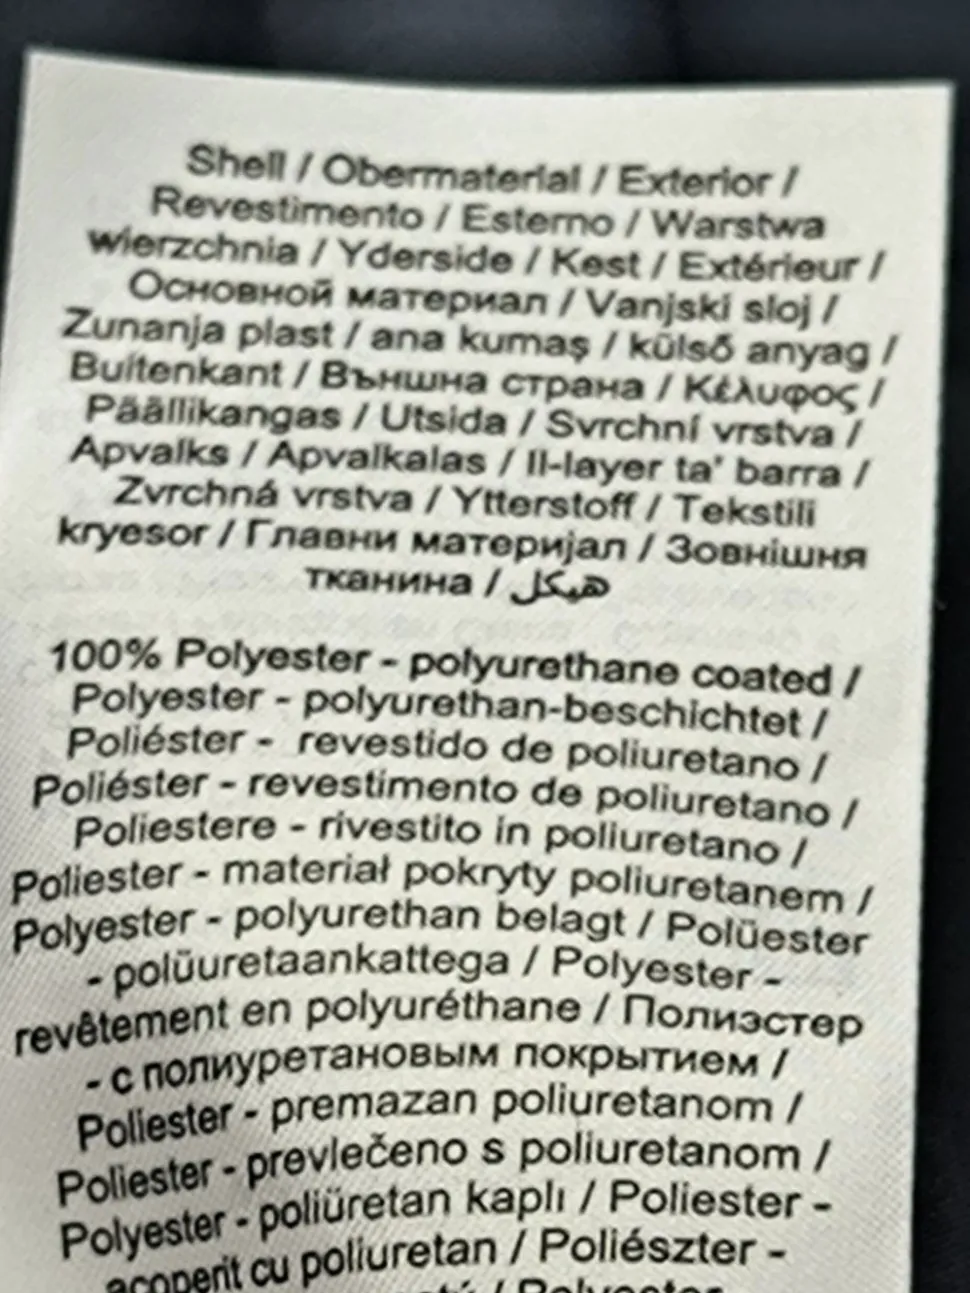 Shell / Obermaterial / Exterior /
Revestimento / Esterno / Warstwa
wierzchnia / Yderside / Kest / Extérieur /
Основной материал / Vanjski sloj /
Zunanja plast / ana kumaş / külső anyag /
Buitenkant / Външна страна / Κέλυφος /
Päällikangas / Utsida / Svrchní vrstva /
Apvalks / Apvalkalas / Il-layer ta' barra /
Zvrchná vrstva / Ytterstoff / Tekstili
kryesor / Главни материјал / Зовнішня
тканина / هيكل
100% Polyester - polyurethane coated /
Polyester - polyurethan-beschichtet /
Poliéster - revestido de poliuretano /
Poliéster - revestimento de poliuretano /
Poliestere - rivestito in poliuretano /
Poliester - materiał pokryty poliuretanem /
Polyester - polyurethan belagt / Polüester
- polüuretaankattega / Polyester -
revêtement en polyuréthane / Полиэстер
- с полиуретановым покрытием /
Poliester - premazan poliuretanom /
Poliester - prevlečeno s poliuretanom /
Polyester - poliüretan kaplı / Poliester -
acoperit cu poliuretan / Poliészter -
/ Polyester